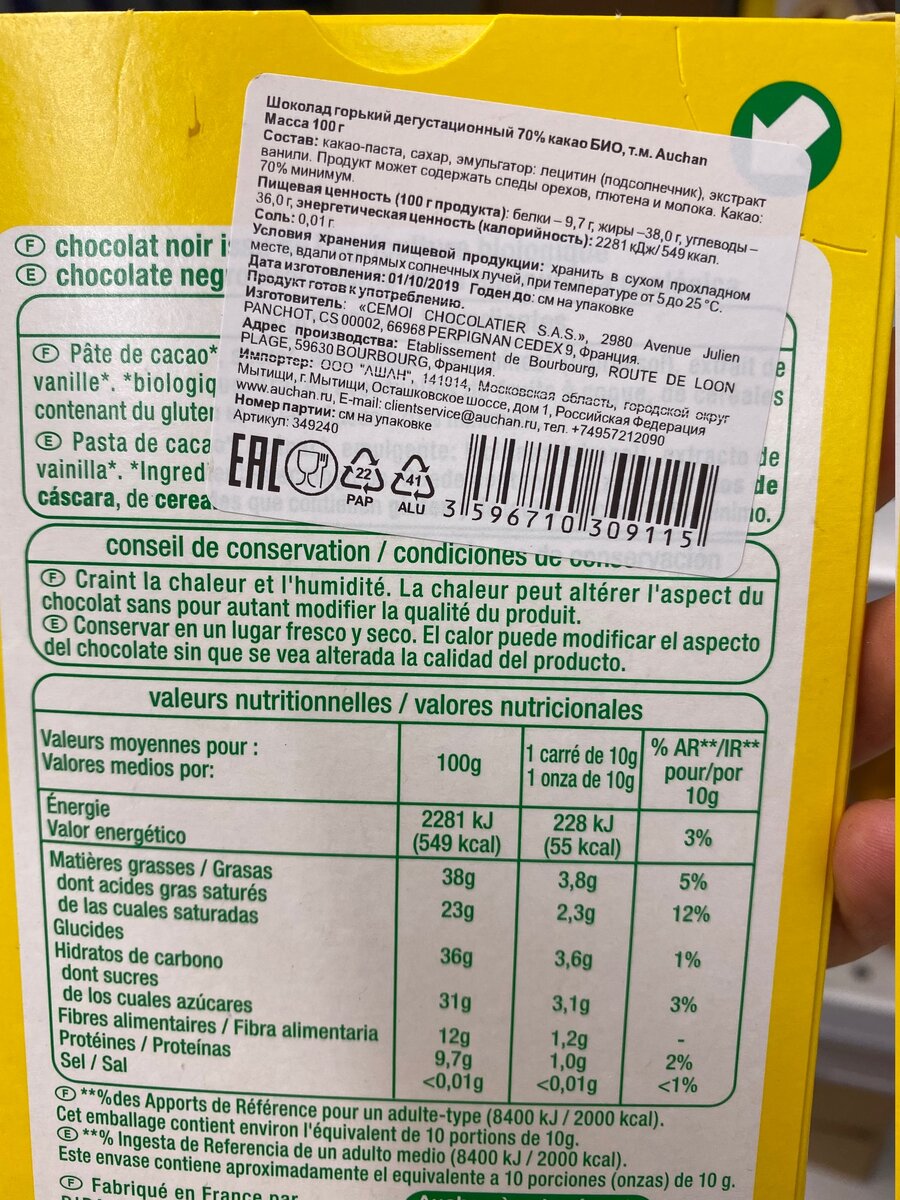 Шоколад горький дегустационный 70% какао БИО, т.м. Auchan
Масса 100 г
Состав: какао-паста, сахар, эмульгатор: лецитин (подсолнечник), экстракт
ванили. Продукт может содержать следы орехов, глютена и молока. Какао:
70% минимум.
Пищевая ценность (100 г продукта): белки – 9,7 г, жиры –38,0 г, углеводы –
36,0 г, энергетическая ценность (калорийность): 2281 кДж/ 549 ккал.
Соль: 0,01 г
Условия хранения пищевой продукции: хранить в сухом прохладном
месте, вдали от прямых солнечных лучей, при температуре от 5 до 25 °С.
Дата изготовления: 01/10/2019 Годен до: см на упаковке
Продукт готов к употреблению.
Изготовитель: «CEMOI CHOCOLATIER S.A.S.», 2980 Avenue Julien
PANCHOT, CS 00002, 66968 PERPIGNAN CEDEX 9, Франция.
Адрес производства: Etablissement de Bourbourg, ROUTE DE LOON
PLAGE, 59630 BOURBOURG, Франция.
Импортер: ООО "АШАН", 141014, Московская область, городской округ
Мытищи, г. Мытищи, Осташковское шоссе, дом 1, Российская Федерация
www.auchan.ru, E-mail: clientservice@auchan.ru, тел. +74957212090
Номер партии: см на упаковке
Артикул: 349240
EAC
22
PAP
41
ALU
3 596710 309115
F chocolat noir
E chocolate neg
F Pâte de cacao*
vanille*. *biologiq
contenant du gluten
E Pasta de caca
vainilla*. *Ingred
cáscara, de cerea
conseil de conservation / condiciones de conservación
F Craint la chaleur et l'humidité. La chaleur peut altérer l'aspect du
chocolat sans pour autant modifier la qualité du produit.
E Conservar en un lugar fresco y seco. El calor puede modificar el aspecto
del chocolate sin que se vea alterada la calidad del producto.
valeurs nutritionnelles / valores nutricionales
Valeurs moyennes pour :
Valores medios por:
100g
1 carré de 10g
1 onza de 10g
% AR**/IR**
pour/por
10g
Énergie
Valor energético
2281 kJ
(549 kcal)
228 kJ
(55 kcal)
3%
Matières grasses / Grasas
38g 3,8g 5%
dont acides gras saturés
de las cuales saturadas
23g 2,3g 12%
Glucides
Hidratos de carbono
36g 3,6g 1%
dont sucres
de los cuales azúcares
31g 3,1g 3%
Fibres alimentaires / Fibra alimentaria
12g 1,2g -
Protéines / Proteínas
9,7g 1,0g 2%
Sel / Sal
<0,01g <0,01g <1%
F **%des Apports de Référence pour un adulte-type (8400 kJ / 2000 kcal).
Cet emballage contient environ l'équivalent de 10 portions de 10g.
E **% Ingesta de Referencia de un adulto medio (8400 kJ / 2000 kcal).
Este envase contiene aproximadamente el equivalente a 10 porciones (onzas) de 10 g.
F Fabriqué en France par